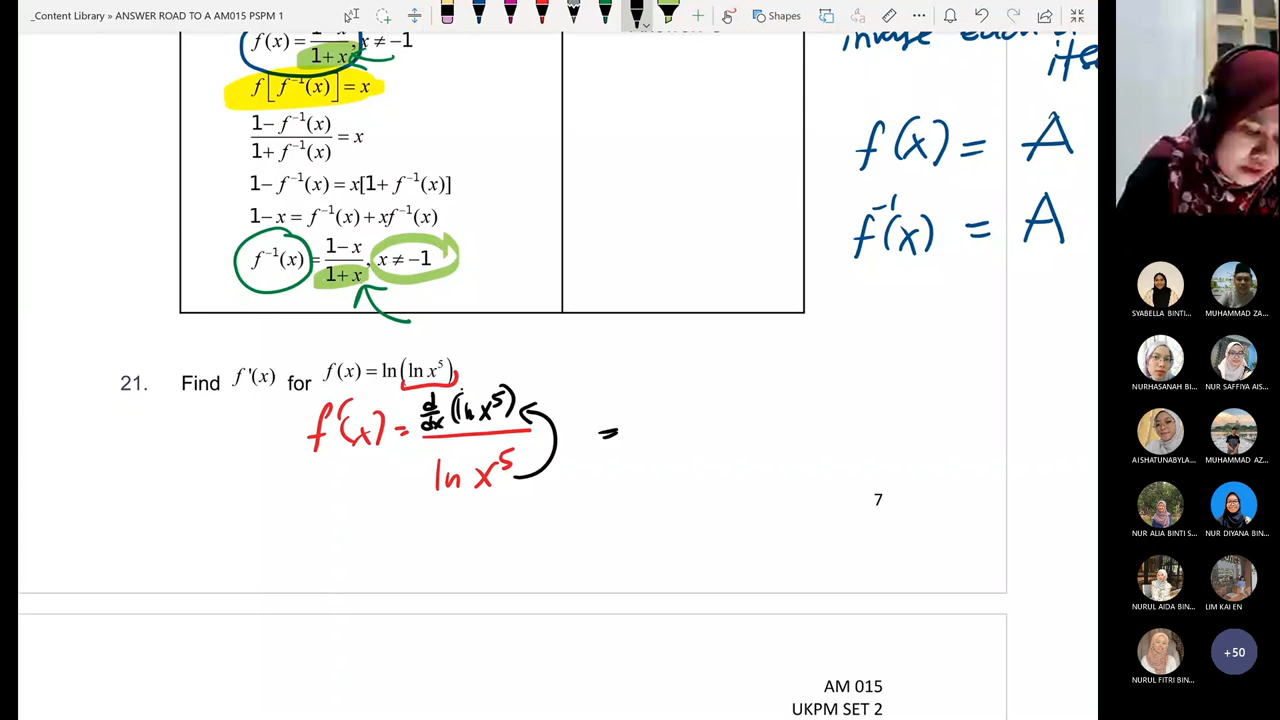 _Content Library » ANSWER ROAD TO A AM015 PSPM 1
Shapes
f(x) = 1 - x / 1 + x, x ≠ -1
f[f⁻¹(x)] = x
1 - f⁻¹(x) / 1 + f⁻¹(x) = x
1 - f⁻¹(x) = x[1 + f⁻¹(x)]
1 - x = f⁻¹(x) + xf⁻¹(x)
f⁻¹(x) = 1 - x / 1 + x, x ≠ -1
image each
f(x) = A
f⁻¹(x) = A
21. Find f'(x) for f(x) = ln(ln x⁵)
f'(x) = d/dx (ln x⁵) / ln x⁵ =
7
AM 015
UKPM SET 2
SYABELLA BINTI...
MUHAMMAD ZA...
NURHASANAH BI...
NUR SAFFIYA AIS...
AISHATUNABYLA...
MUHAMMAD AZ...
NUR ALIA BINTI S...
NUR DIYANA BIN...
NURUL AIDA BIN...
LIM KAI EN
NURUL FITRI BIN...
+50